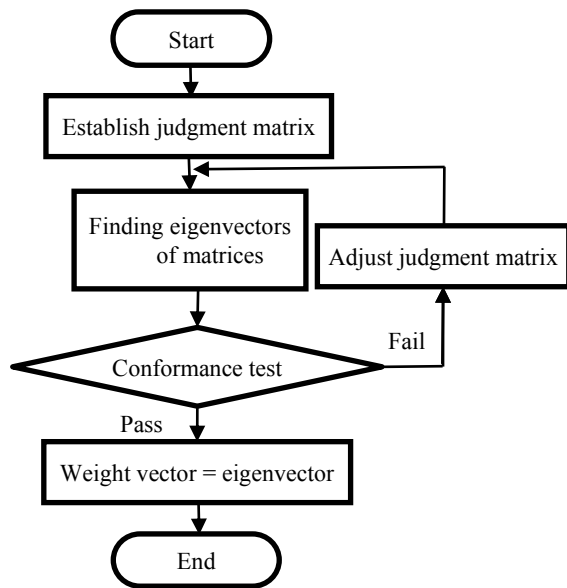 Start
Establish judgment matrix
Finding eigenvectors
of matrices
Adjust judgment matrix
Fail
Conformance test
Pass
Weight vector = eigenvector
End